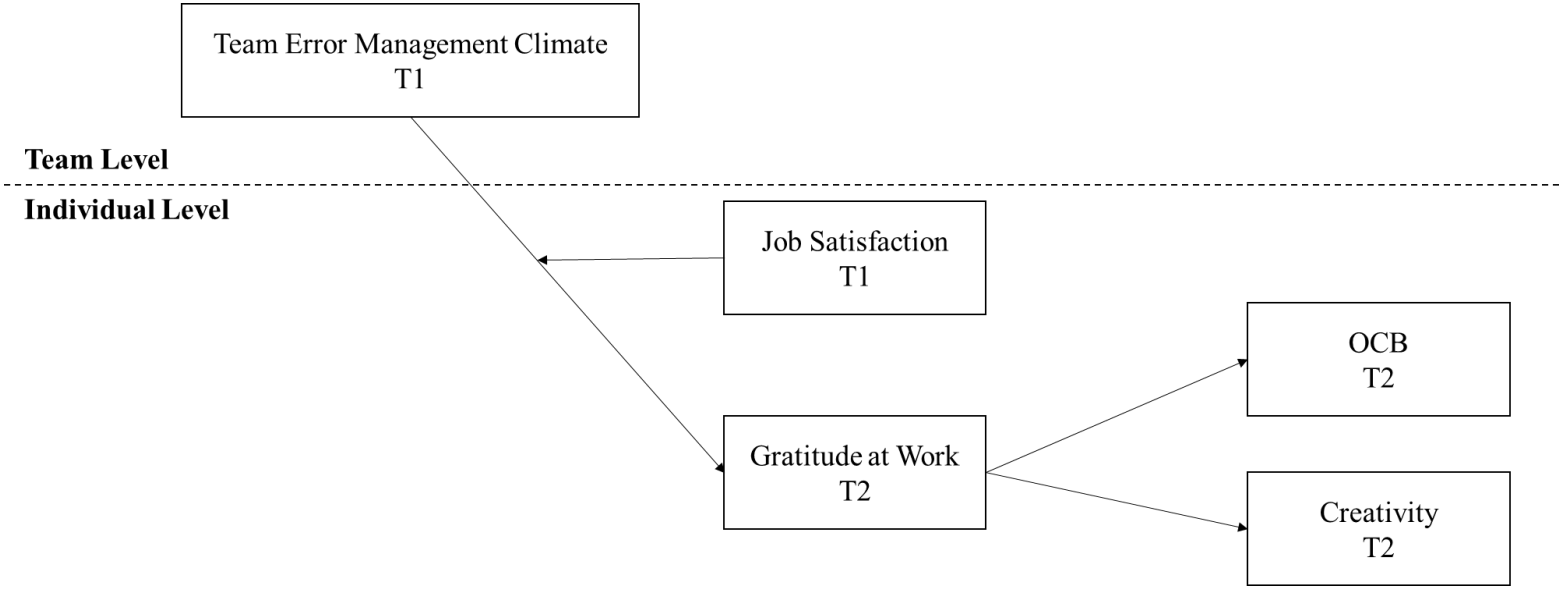 Team Error Management Climate
T1
Team Level
Individual Level
Job Satisfaction
T1
OCB
T2
Gratitude at Work
T2
Creativity
T2